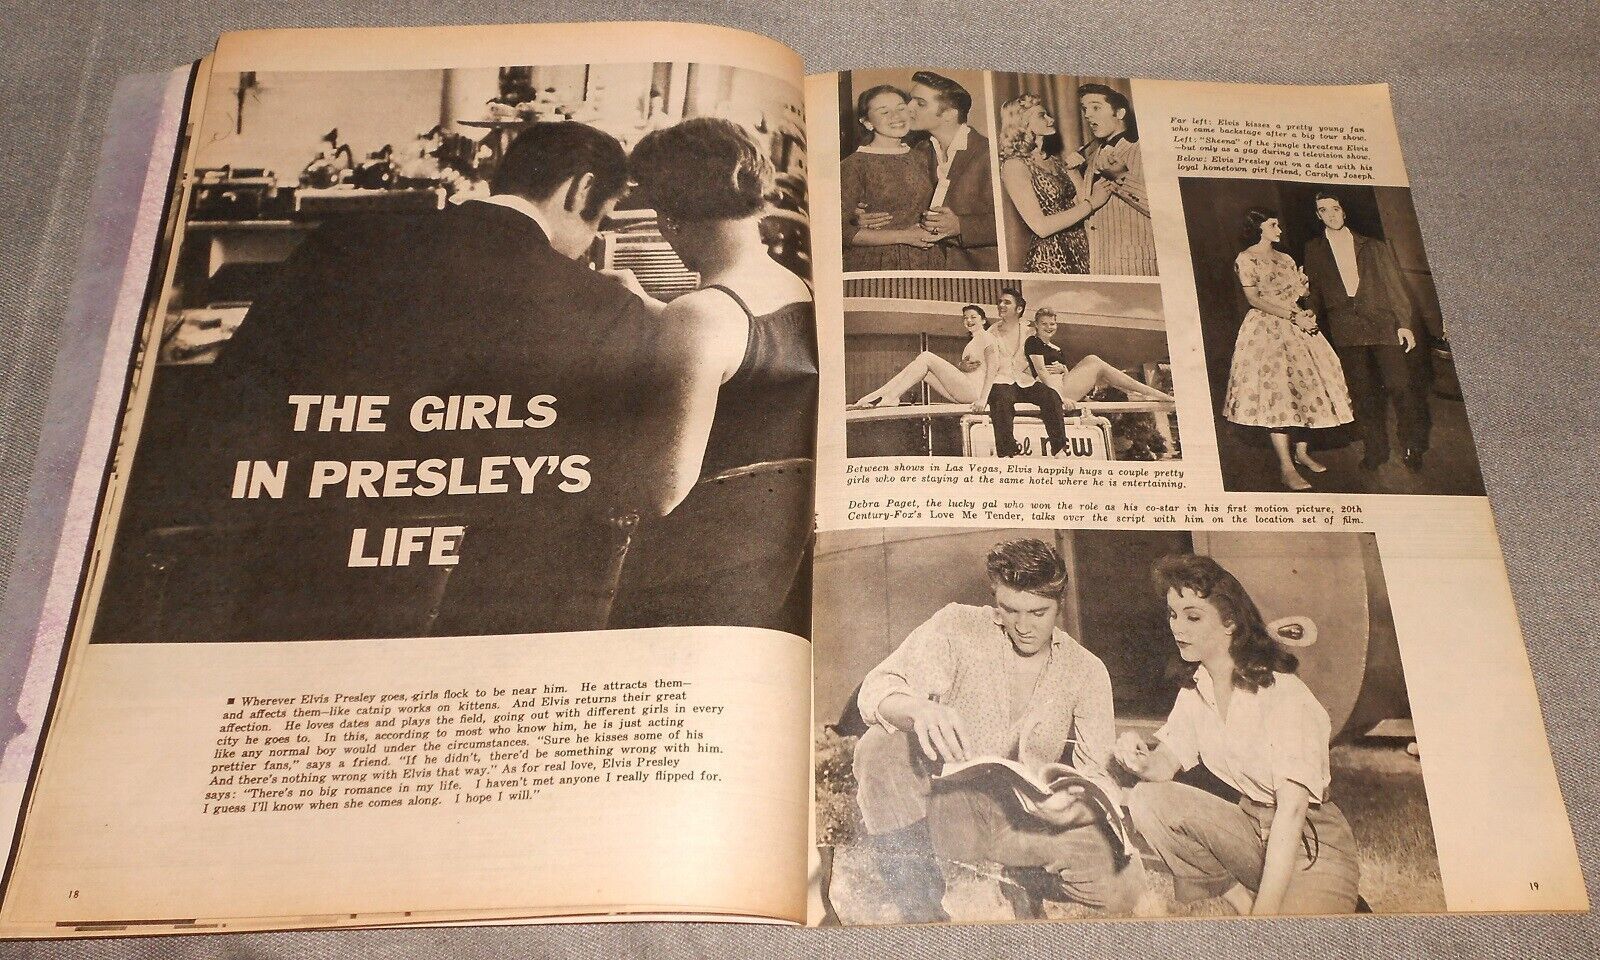 THE GIRLS
IN PRESLEY'S
LIFE
■ Wherever Elvis Presley goes, girls flock to be near him. He attracts them—
and affects them—like catnip works on kittens. And Elvis returns their great
affection. He loves dates and plays the field, going out with different girls in every
city he goes to. In this, according to most who know him, he is just acting
like any normal boy would under the circumstances. "Sure he kisses some of his
prettier fans," says a friend. "If he didn't, there'd be something wrong with him.
And there's nothing wrong with Elvis that way." As for real love, Elvis Presley
says: "There's no big romance in my life. I haven't met anyone I really flipped for.
I guess I'll know when she comes along. I hope I will."
18
Far left: Elvis kisses a pretty young fan
who came backstage after a big tour show.
Left: "Sheena" of the jungle threatens Elvis
—but only as a gag during a television show.
Below: Elvis Presley out on a date with his
loyal hometown girl friend, Carolyn Joseph.
el NEW
Between shows in Las Vegas, Elvis happily hugs a couple pretty
girls who are staying at the same hotel where he is entertaining.
Debra Paget, the lucky gal who won the role as his co-star in his first motion picture, 20th
Century-Fox's Love Me Tender, talks over the script with him on the location set of film.
19